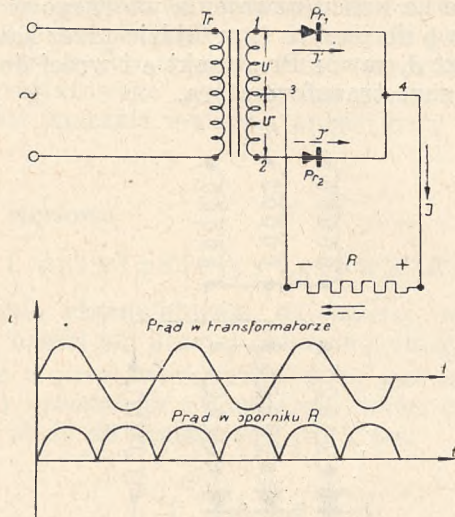 Tr
1
Pr₁
J
U
3
4
U
J
2
Pr₂
J
− R +
Prąd w transformatorze
t
Prąd w oporniku R
t